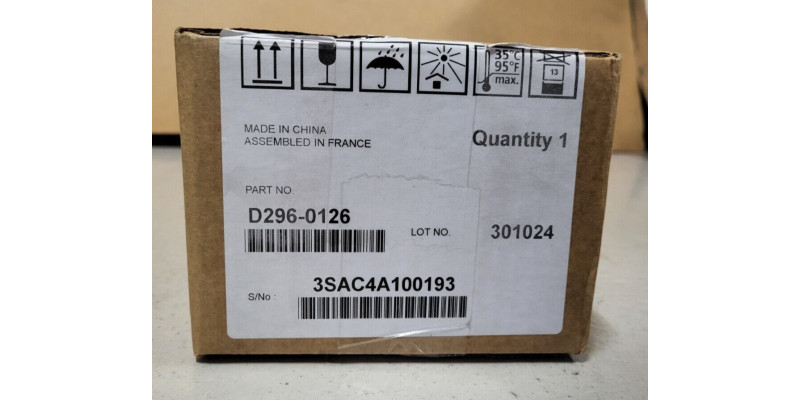 35°C
95°F
max.
13
MADE IN CHINA
ASSEMBLED IN FRANCE
Quantity 1
PART NO.
D296-0126
LOT NO.
301024
S/No :
3SAC4A100193